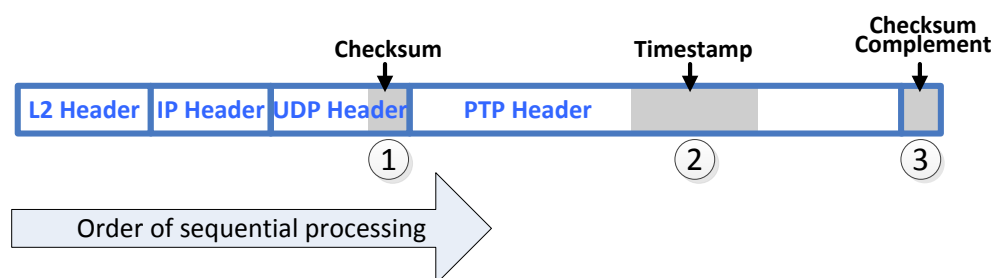 Checksum
Timestamp
Checksum
Complement
L2 Header
IP Header
UDP Header
PTP Header
1
2
3
Order of sequential processing